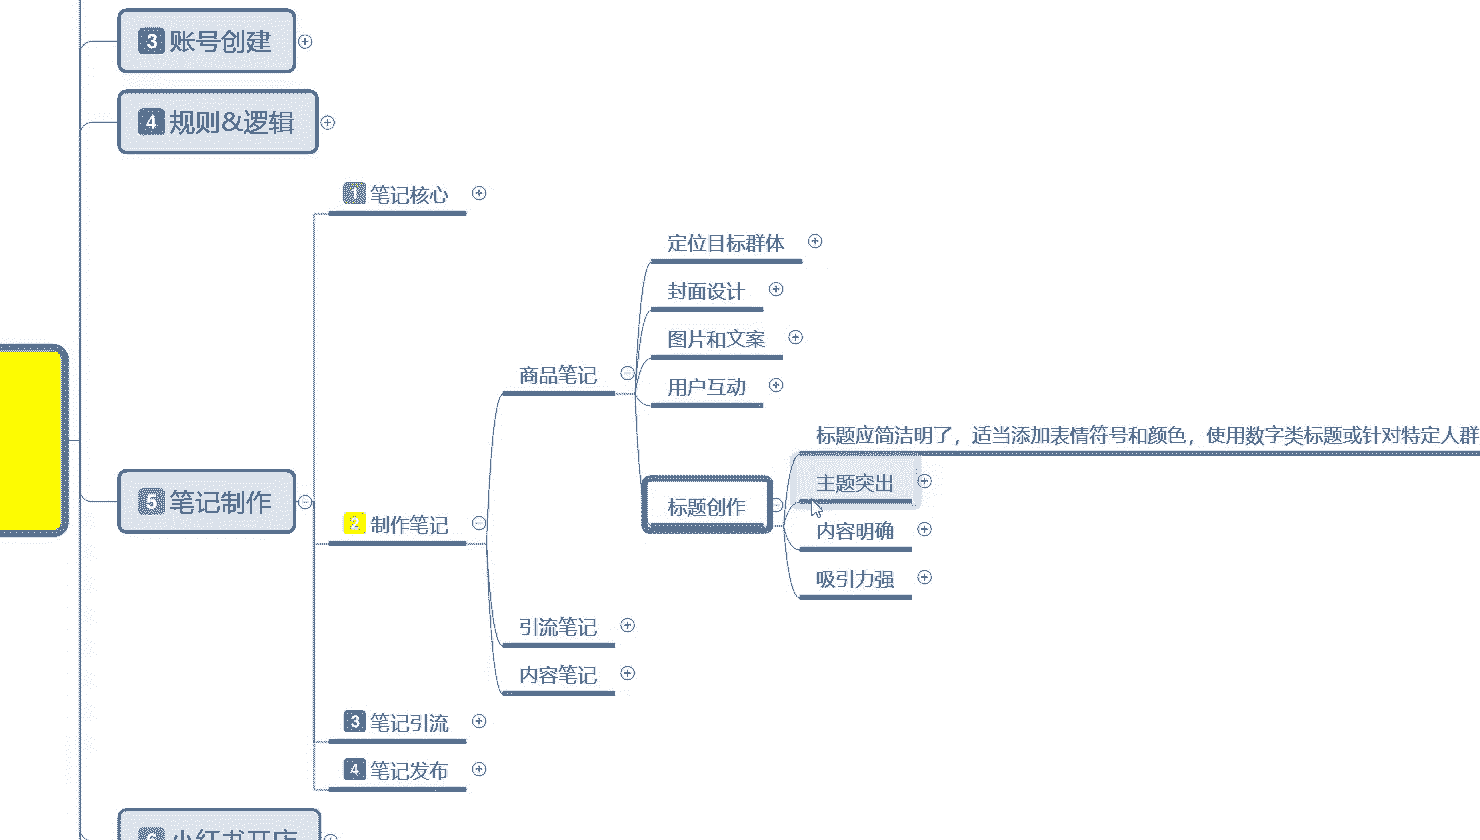 3 账号创建
4 规则&逻辑
1 笔记核心
定位目标群体
封面设计
图片和文案
商品笔记
用户互动
标题应简洁明了，适当添加表情符号和颜色，使用数字类标题或针对特定人群
主题突出
5 笔记制作
标题创作
2 制作笔记
内容明确
吸引力强
引流笔记
内容笔记
3 笔记引流
4 笔记发布
6 小红书开店